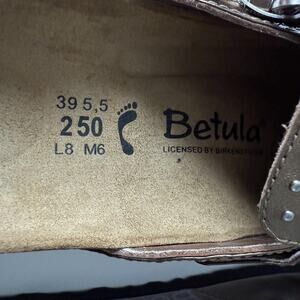 39 5,5
250
L8 M6
Betula®
LICENSED BY BIRKENSTOCK